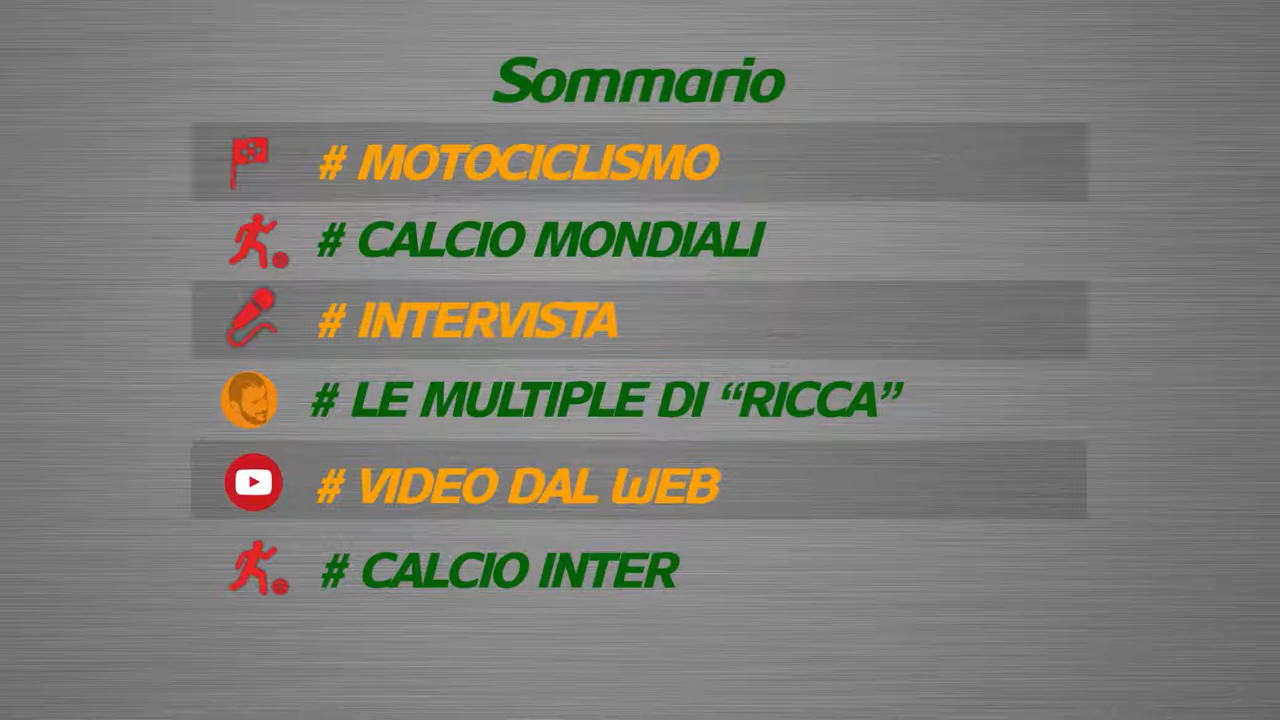 Sommario
# MOTOCICLISMO
# CALCIO MONDIALI
# INTERVISTA
# LE MULTIPLE DI “RICCA”
# VIDEO DAL WEB
# CALCIO INTER